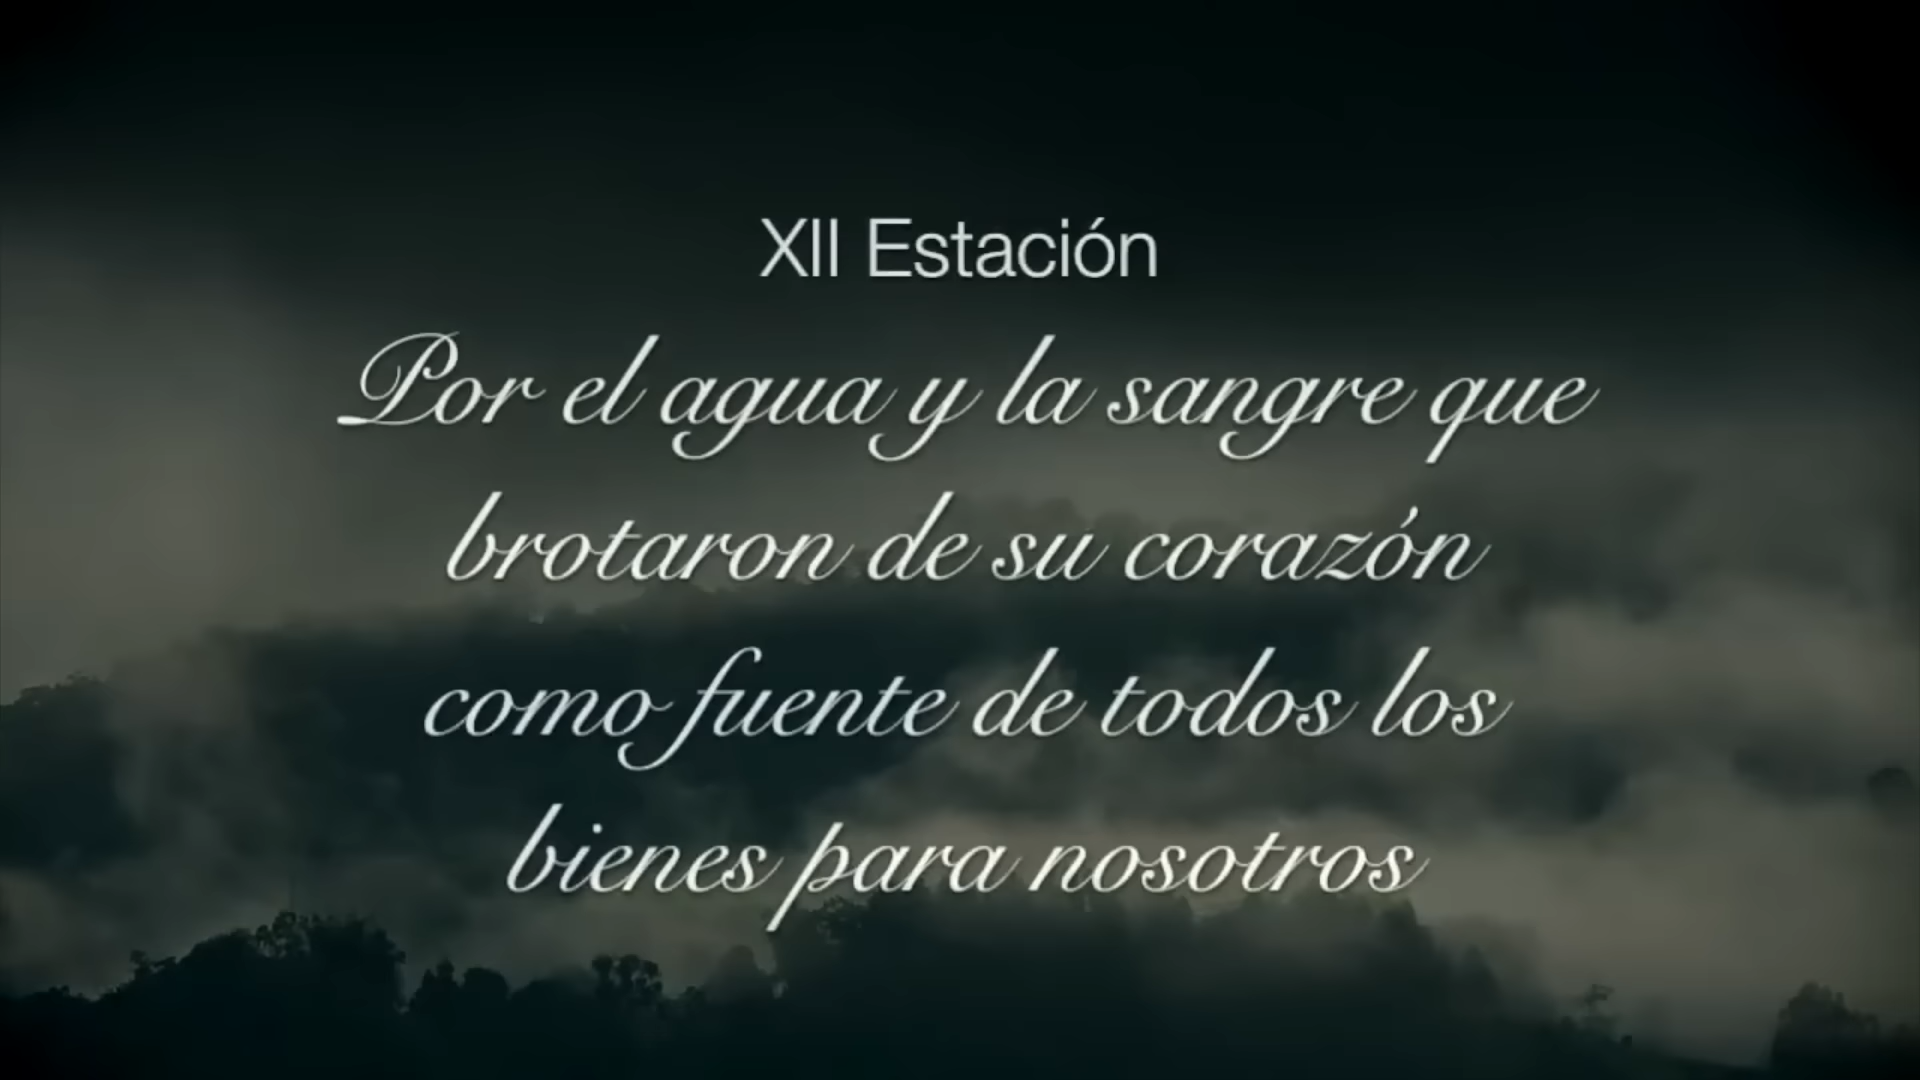 XII Estación
Por el agua y la sangre que
brotaron de su corazón
como fuente de todos los
bienes para nosotros